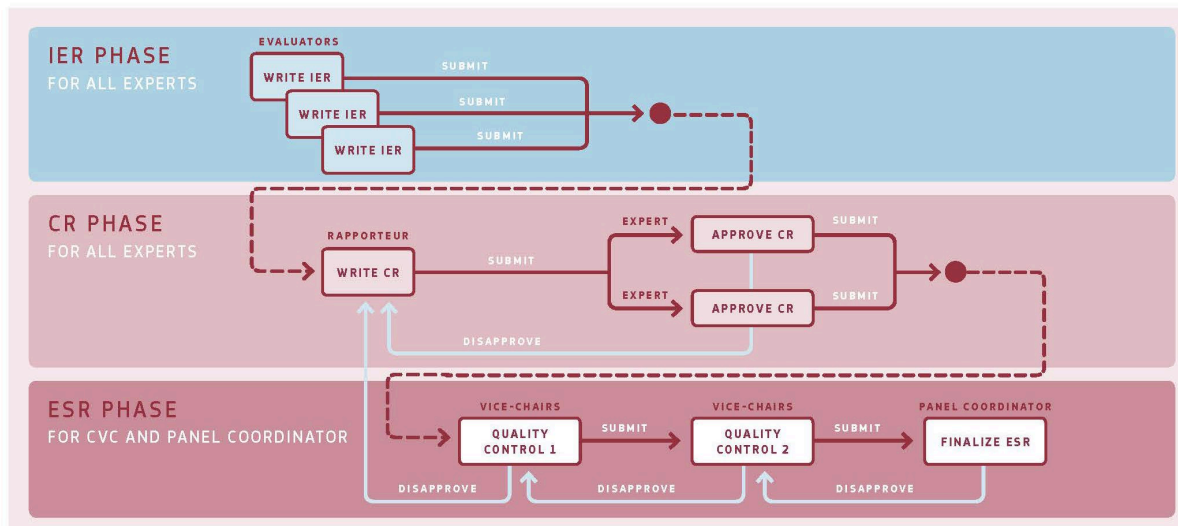 IER PHASE
FOR ALL EXPERTS
EVALUATORS
WRITE IER
SUBMIT
WRITE IER
SUBMIT
WRITE IER
SUBMIT
CR PHASE
FOR ALL EXPERTS
RAPPORTEUR
WRITE CR
SUBMIT
EXPERT
APPROVE CR
SUBMIT
EXPERT
APPROVE CR
SUBMIT
DISAPPROVE
ESR PHASE
FOR CVC AND PANEL COORDINATOR
VICE-CHAIRS
QUALITY
CONTROL 1
SUBMIT
VICE-CHAIRS
QUALITY
CONTROL 2
SUBMIT
PANEL COORDINATOR
FINALIZE ESR
DISAPPROVE
DISAPPROVE
DISAPPROVE